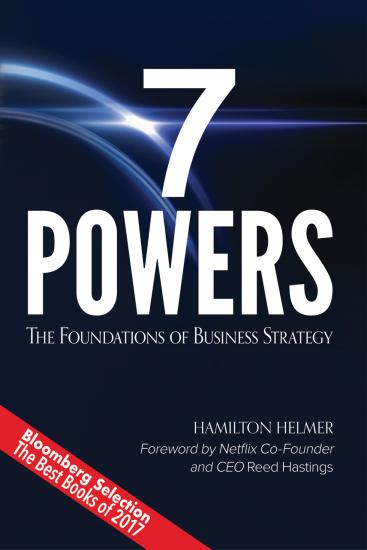 7
POWERS
THE FOUNDATIONS OF BUSINESS STRATEGY
HAMILTON HELMER
Foreword by Netflix Co-Founder
and CEO Reed Hastings
Bloomberg Selection
The Best Books of 2017